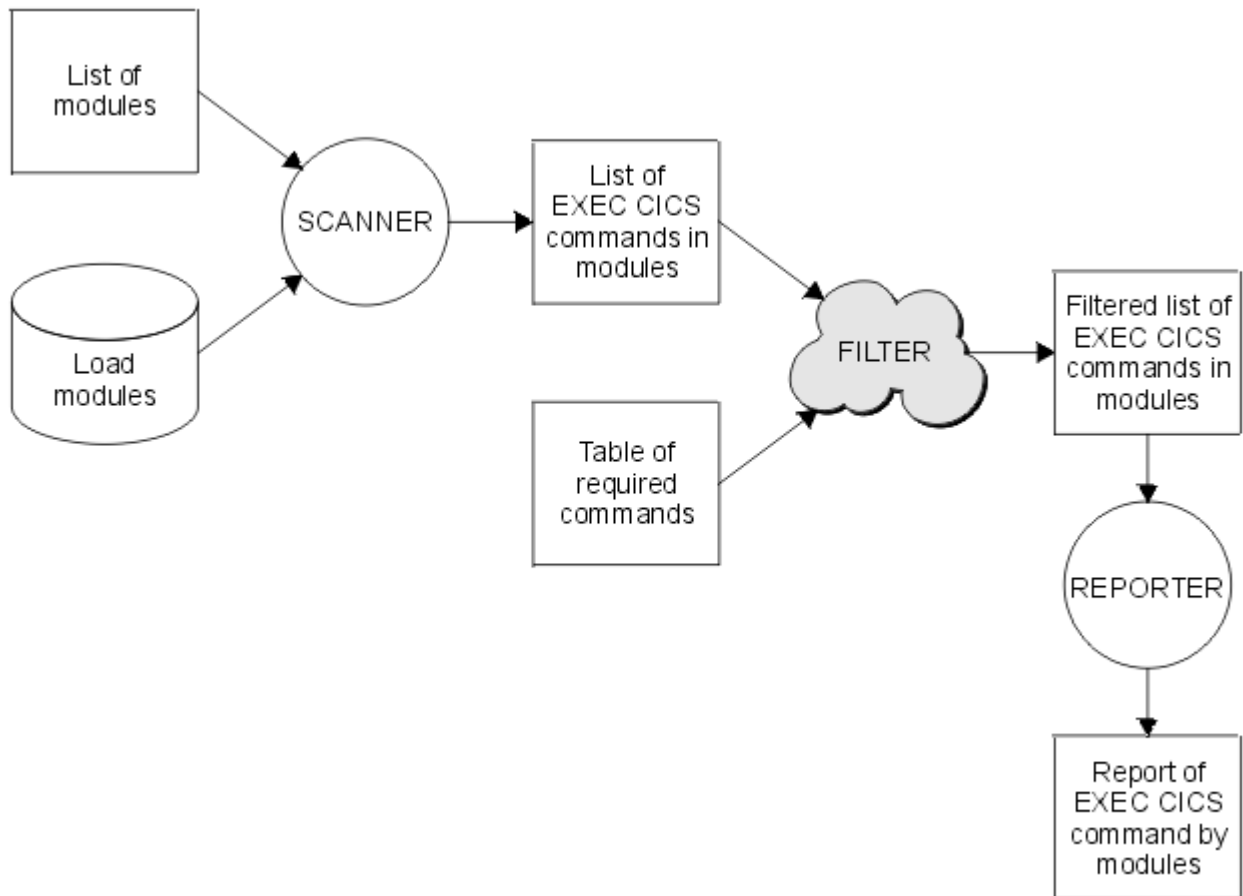 List of
modules
Load
modules
SCANNER
List of
EXEC CICS
commands in
modules
Table of
required
commands
FILTER
Filtered list of
EXEC CICS
commands in
modules
REPORTER
Report of
EXEC CICS
command by
modules